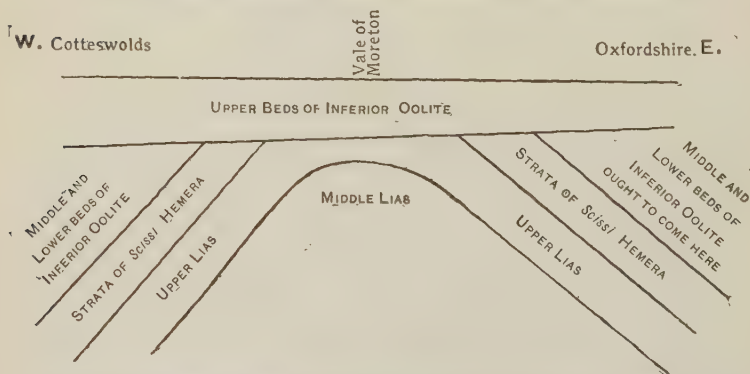 W. Cotteswolds
Vale of
Moreton
Oxfordshire. E.
UPPER BEDS OF INFERIOR OOLITE
MIDDLE AND
LOWER BEDS OF
INFERIOR OOLITE
STRATA OF Scissi HEMERA
UPPER LIAS
MIDDLE LIAS
UPPER LIAS
STRATA OF Scissi HEMERA
MIDDLE AND
LOWER BEDS OF
INFERIOR OOLITE
OUGHT TO COME HERE